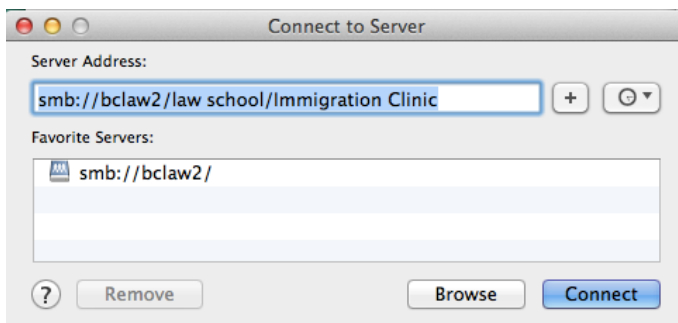 Connect to Server
Server Address:
smb://bclaw2/law school/Immigration Clinic
+
Favorite Servers:
smb://bclaw2/
? Remove Browse Connect